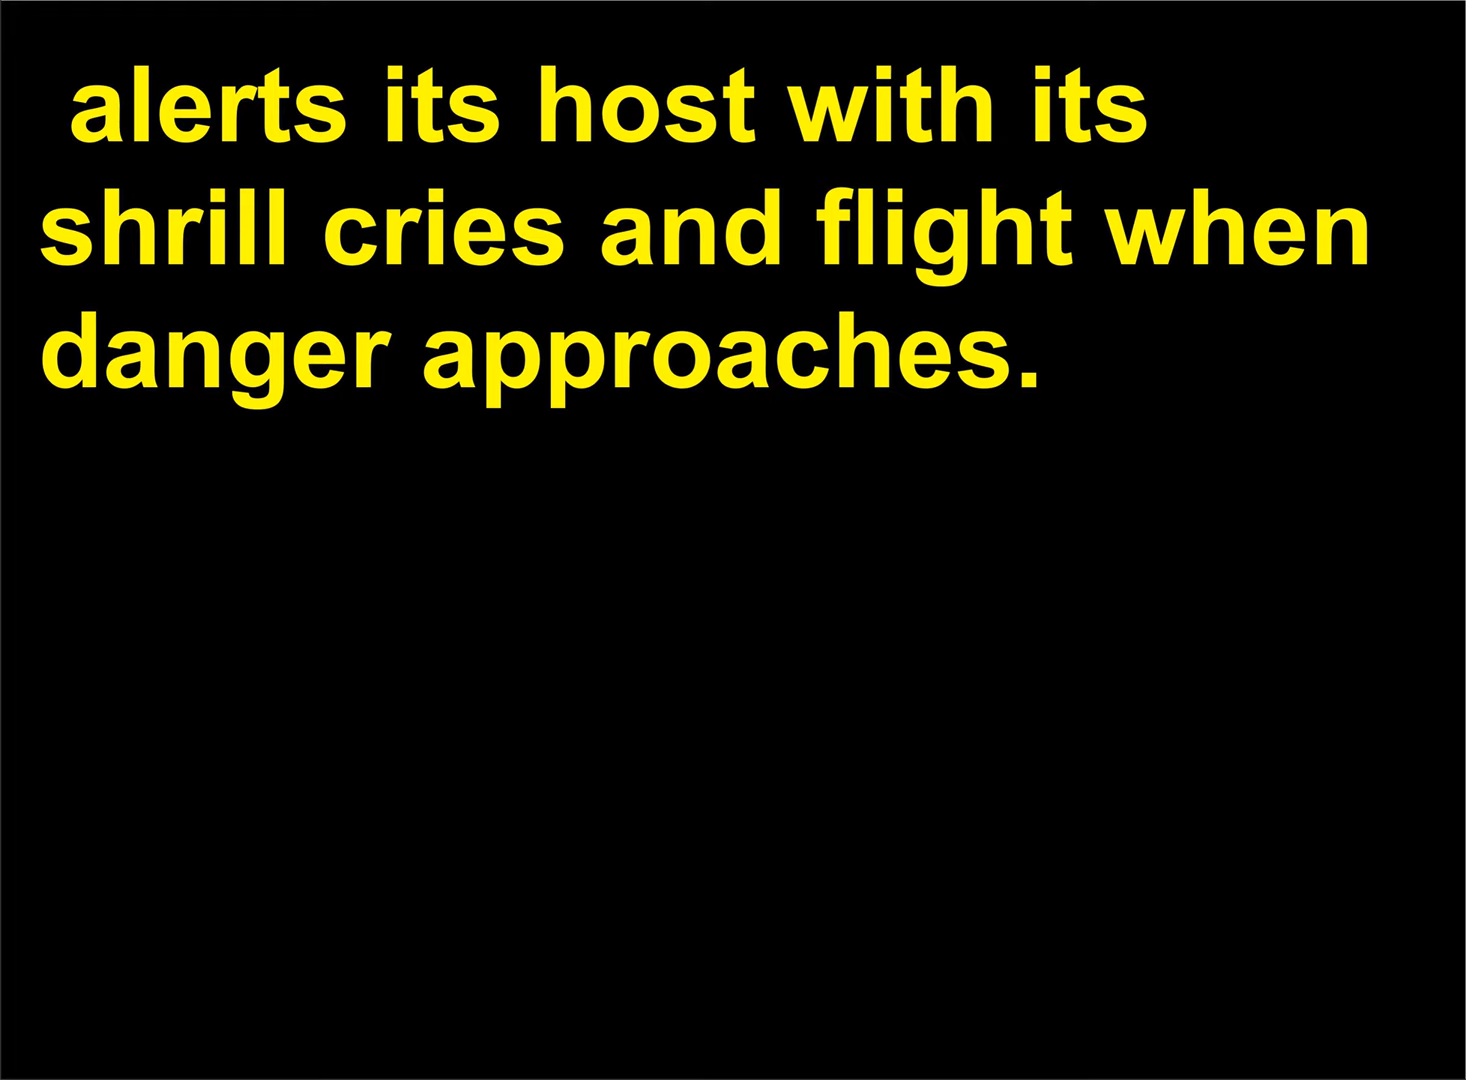 alerts its host with its
shrill cries and flight when
danger approaches.